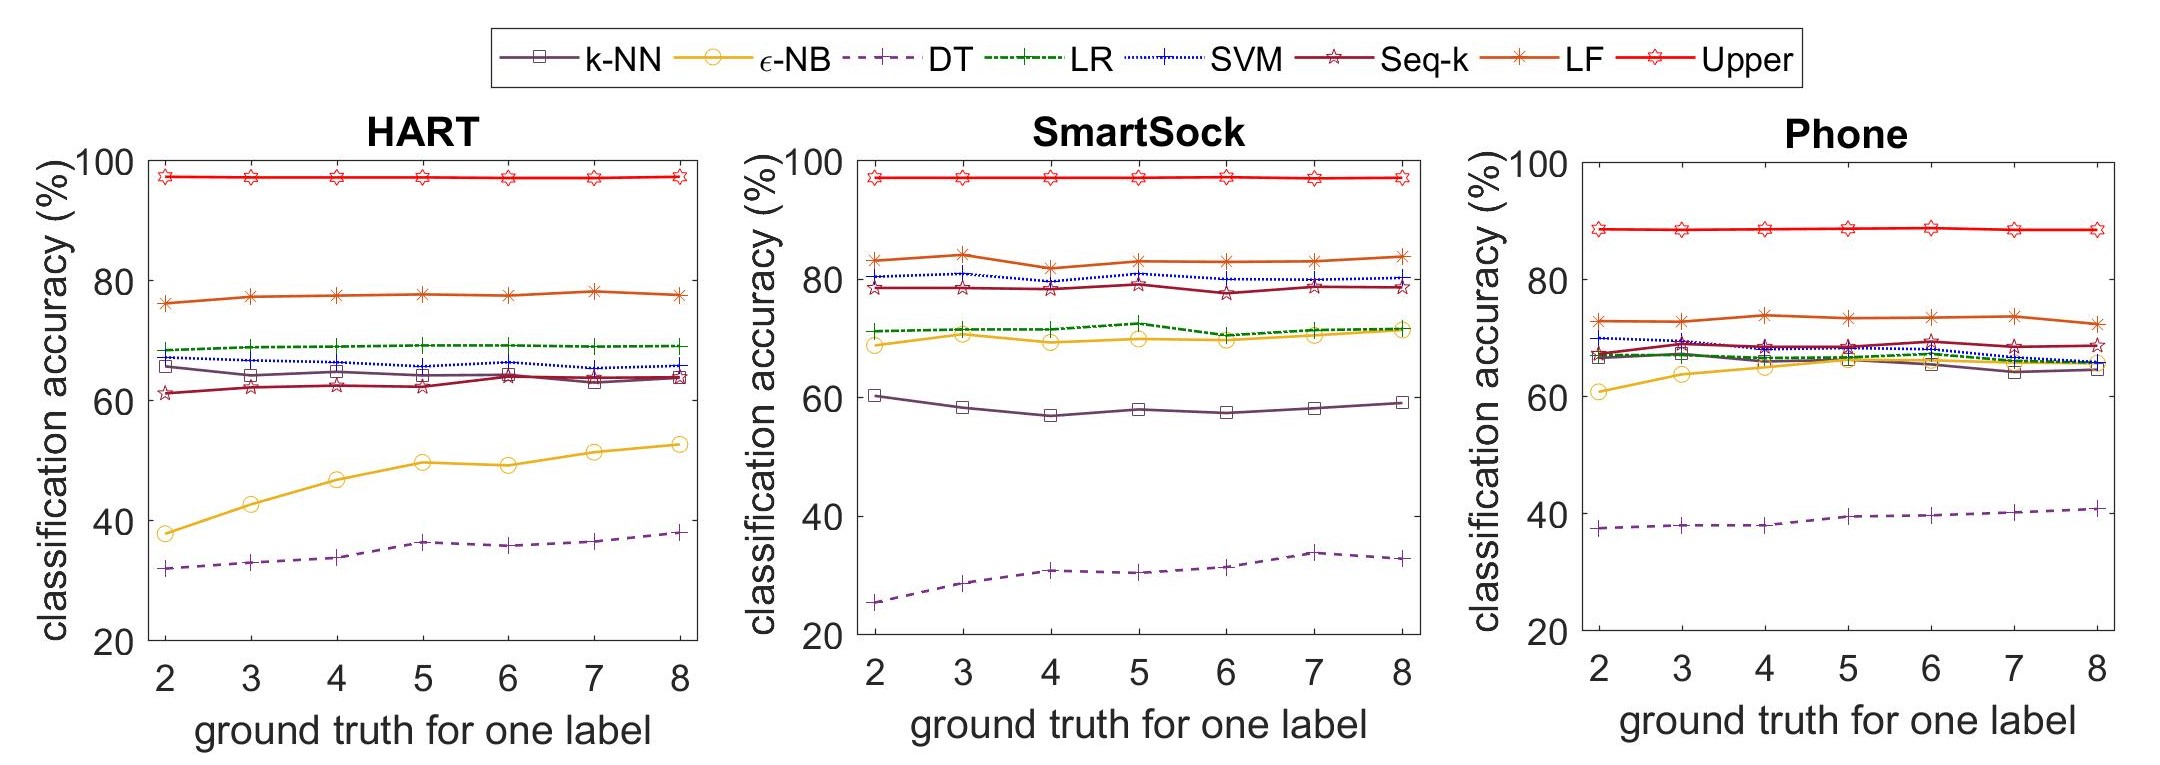 k-NN ϵ-NB DT LR SVM Seq-k LF Upper
HART
classification accuracy (%)
100
80
60
40
20
2 3 4 5 6 7 8
ground truth for one label
SmartSock
classification accuracy (%)
100
80
60
40
20
2 3 4 5 6 7 8
ground truth for one label
Phone
classification accuracy (%)
100
80
60
40
20
2 3 4 5 6 7 8
ground truth for one label